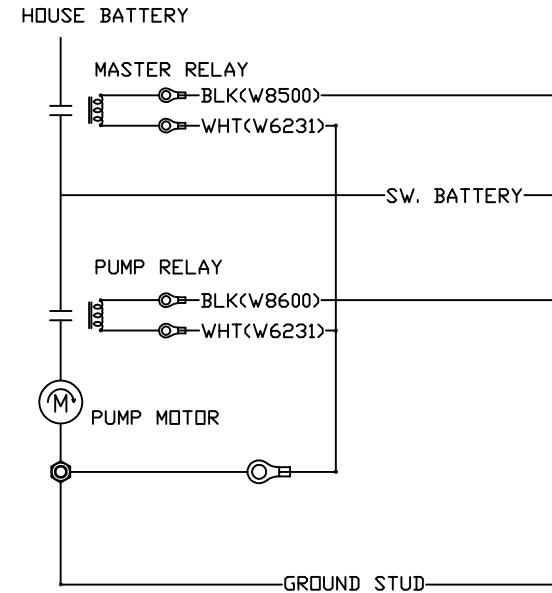 HOUSE BATTERY
MASTER RELAY
BLK(W8500)
WHT(W6231)
SW. BATTERY
PUMP RELAY
BLK(W8600)
WHT(W6231)
M
PUMP MOTOR
GROUND STUD